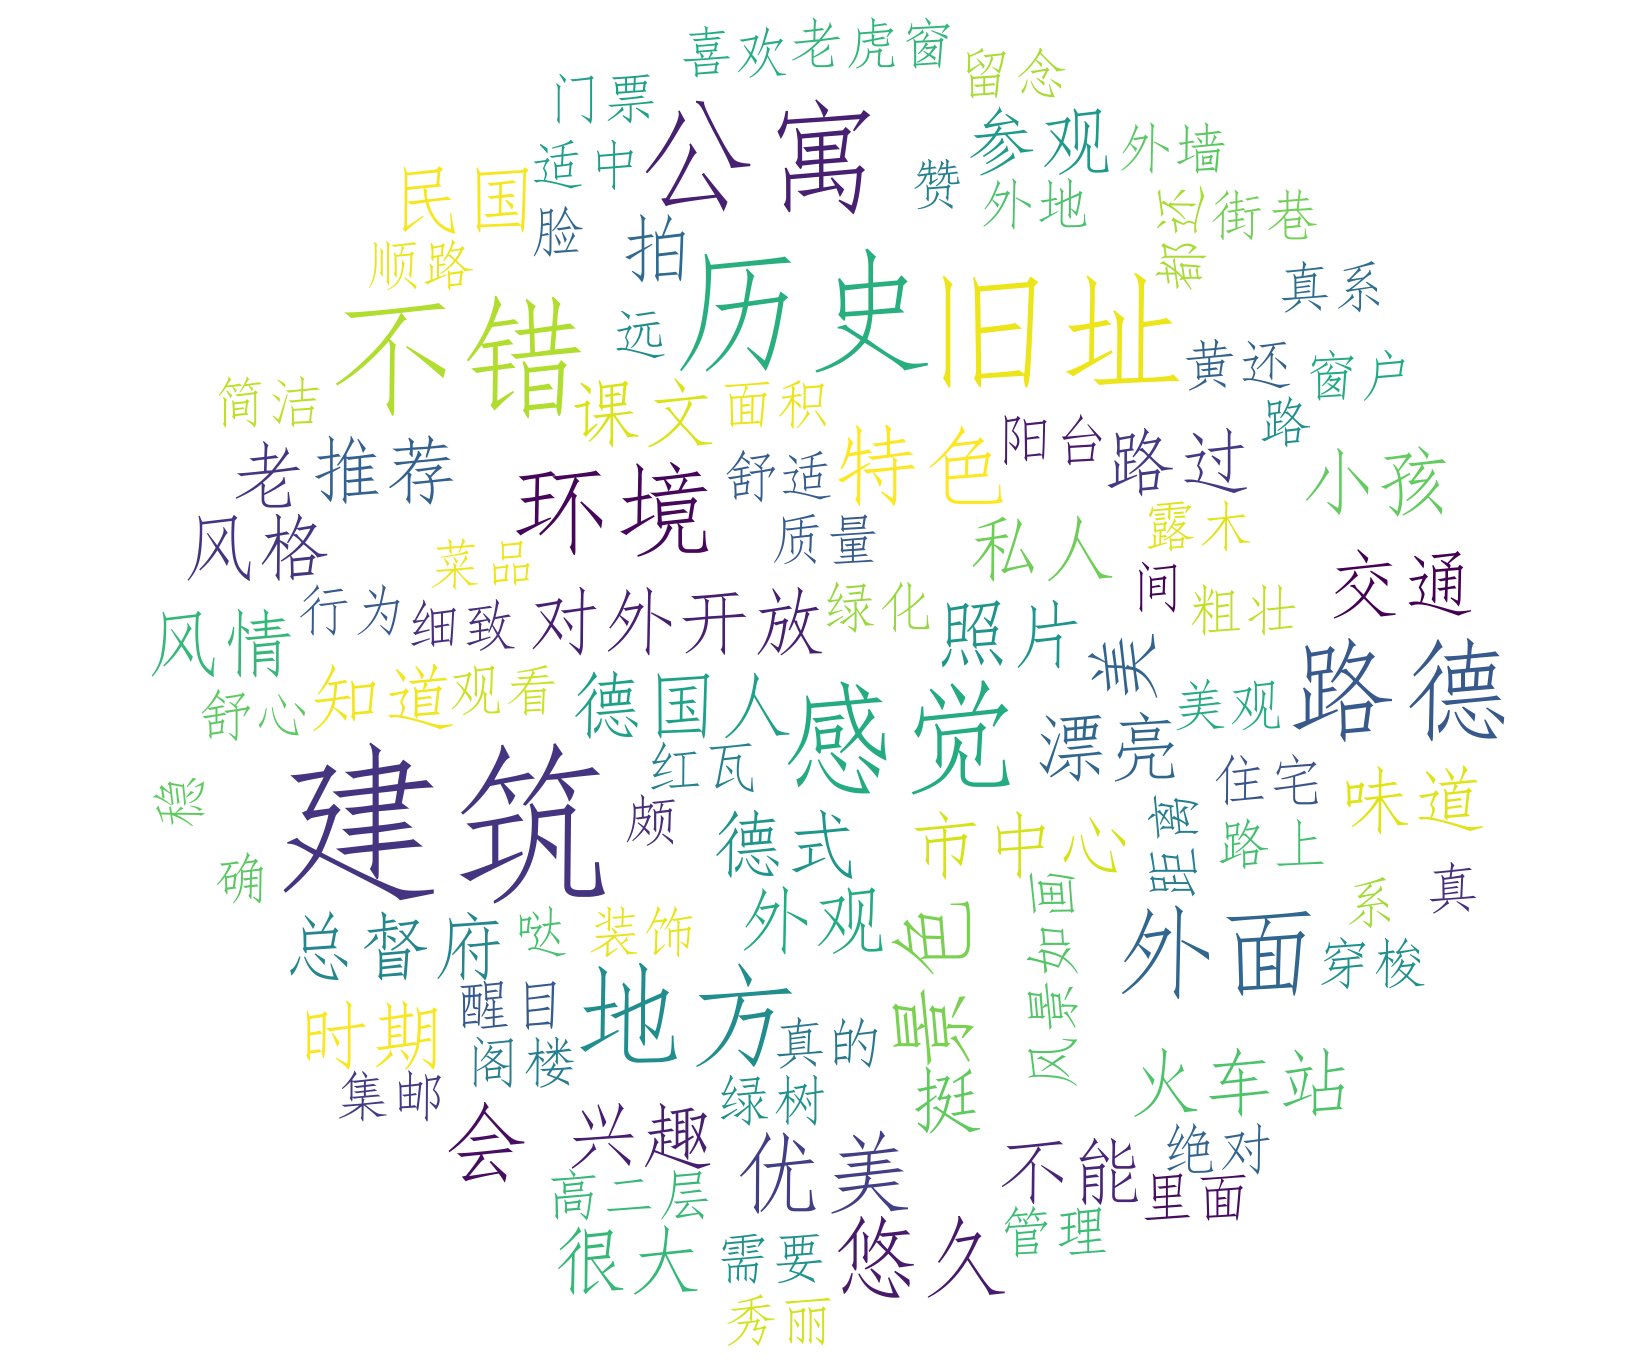 喜欢 老虎窗
门票 留念
公寓 参观 外墙
适中 赞
民国 脸 外地 都还 街巷
顺路 拍
历史 旧址 真系
不错 远
黄还 窗户
简洁 课文 面积 路
老 推荐 环境 舒适 特色 阳台 路过 小孩
风格 质量 私人 露木
菜品 间 交通
风情 行为 细致 对外开放 绿化 照片 粗壮
美 路德
舒心 知道 观看 德国人 感觉 漂亮 美观
建筑 红瓦 住宅 味道
稳 颇 德式 市中心 距离 路上
确 真
总督府 哒 装饰 外观 景色 风景如画 外面 系 穿梭
时期 醒目 地方 真的
阁楼 火车站
集邮 绿树 挺
会 兴趣 优美 不能 绝对
高二层 里面
很大 需要 悠久 管理
秀丽